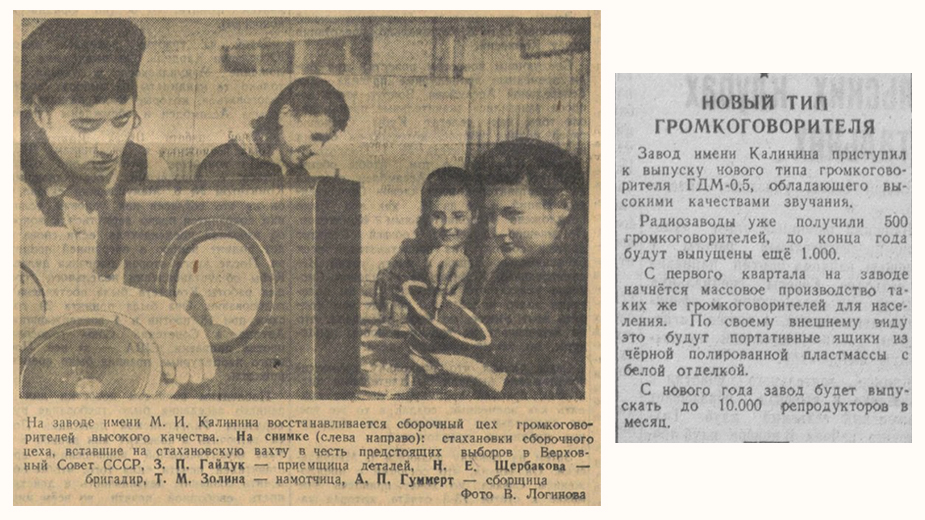 На заводе имени М. И. Калинина восстанавливается сборочный цех громкогово-
рителей высокого качества. На снимке (слева направо): стахановки сборочного
цеха, вставшие на стахановскую вахту в честь предстоящих выборов в Верхов-
ный Совет СССР, З. П. Гайдук — приемщица деталей, Н. Е. Щербакова —
бригадир, Т. М. Золина — намотчица, А. П. Гуммерт — сборщица
Фото В. Логинова
НОВЫЙ ТИП
ГРОМКОГОВОРИТЕЛЯ
Завод имени Калинина приступил
к выпуску нового типа громкогово-
рителя ГДМ-0,5, обладающего вы-
сокими качествами звучания.
Радиозаводы уже получили 500
громкоговорителей, до конца года
будут выпущены ещё 1.000.
С первого квартала на заводе
начнётся массовое производство та-
ких же громкоговорителей для насе-
ления. По своему внешнему виду
это будут портативные ящики из
чёрной полированной пластмассы с
белой отделкой.
С нового года завод будет выпу-
скать до 10.000 репродукторов в
месяц.